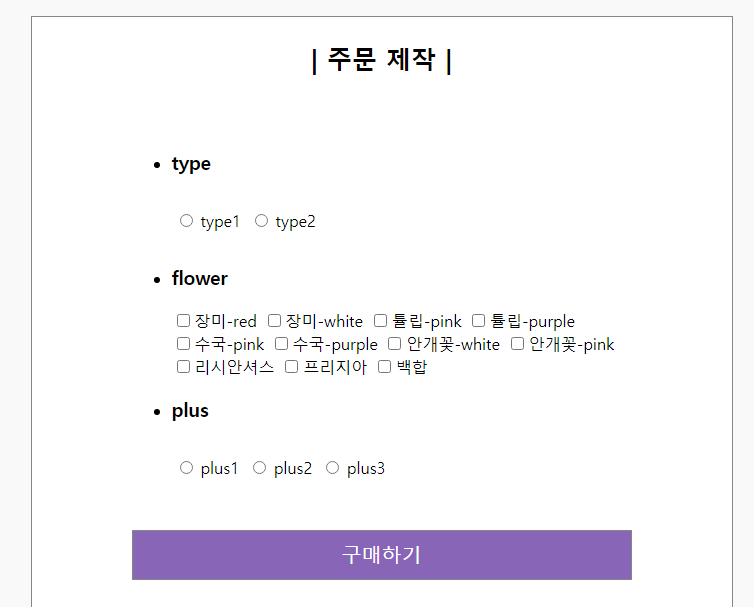 | 주문 제작 |
type
type1 type2
flower
장미-red 장미-white 튤립-pink 튤립-purple
수국-pink 수국-purple 안개꽃-white 안개꽃-pink
리시안셔스 프리지아 백합
plus
plus1 plus2 plus3
구매하기